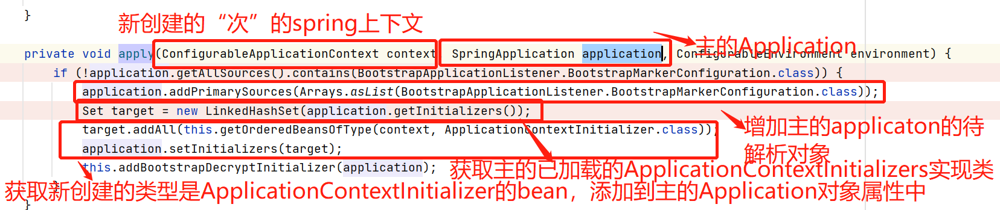 }
新创建的“次”的spring上下文
主的Application
private void apply(ConfigurableApplicationContext context, SpringApplication application, ConfigurableEnvironment environment) {
if (!application.getAllSources().contains(BootstrapApplicationListener.BootstrapMarkerConfiguration.class)) {
application.addPrimarySources(Arrays.asList(BootstrapApplicationListener.BootstrapMarkerConfiguration.class));
Set target = new LinkedHashSet(application.getInitializers());
target.addAll(this.getOrderedBeansOfType(context, ApplicationContextInitializer.class));
增加主的applicaton的待
解析对象
application.setInitializers(target);
this.addBootstrapDecryptInitializer(application);
获取主的已加载的ApplicationContextInitializers实现类
}
获取新创建的类型是ApplicationContextInitializer的bean，添加到主的Application对象属性中
}